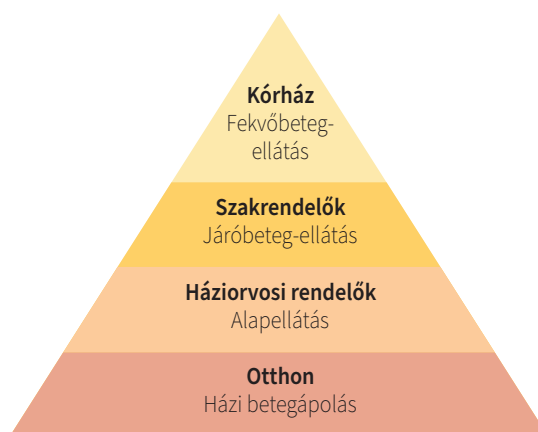 Kórház
Fekvőbeteg-
ellátás
Szakrendelők
Járóbeteg-ellátás
Háziorvosi rendelők
Alapellátás
Otthon
Házi betegápolás